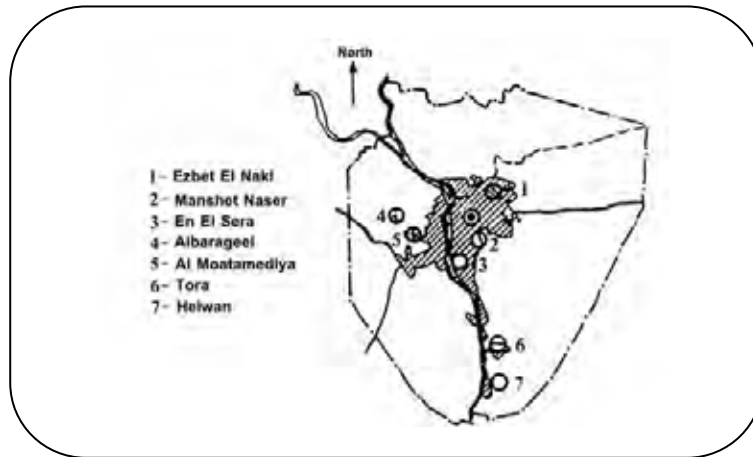 North
1 - Ezbet El Nakl
2 - Manshet Naser
3 - En El Sera
4 - Albarageel
5 - Al Moatamediya
6 - Tora
7 - Helwan
1
4
5
2
3
6
7